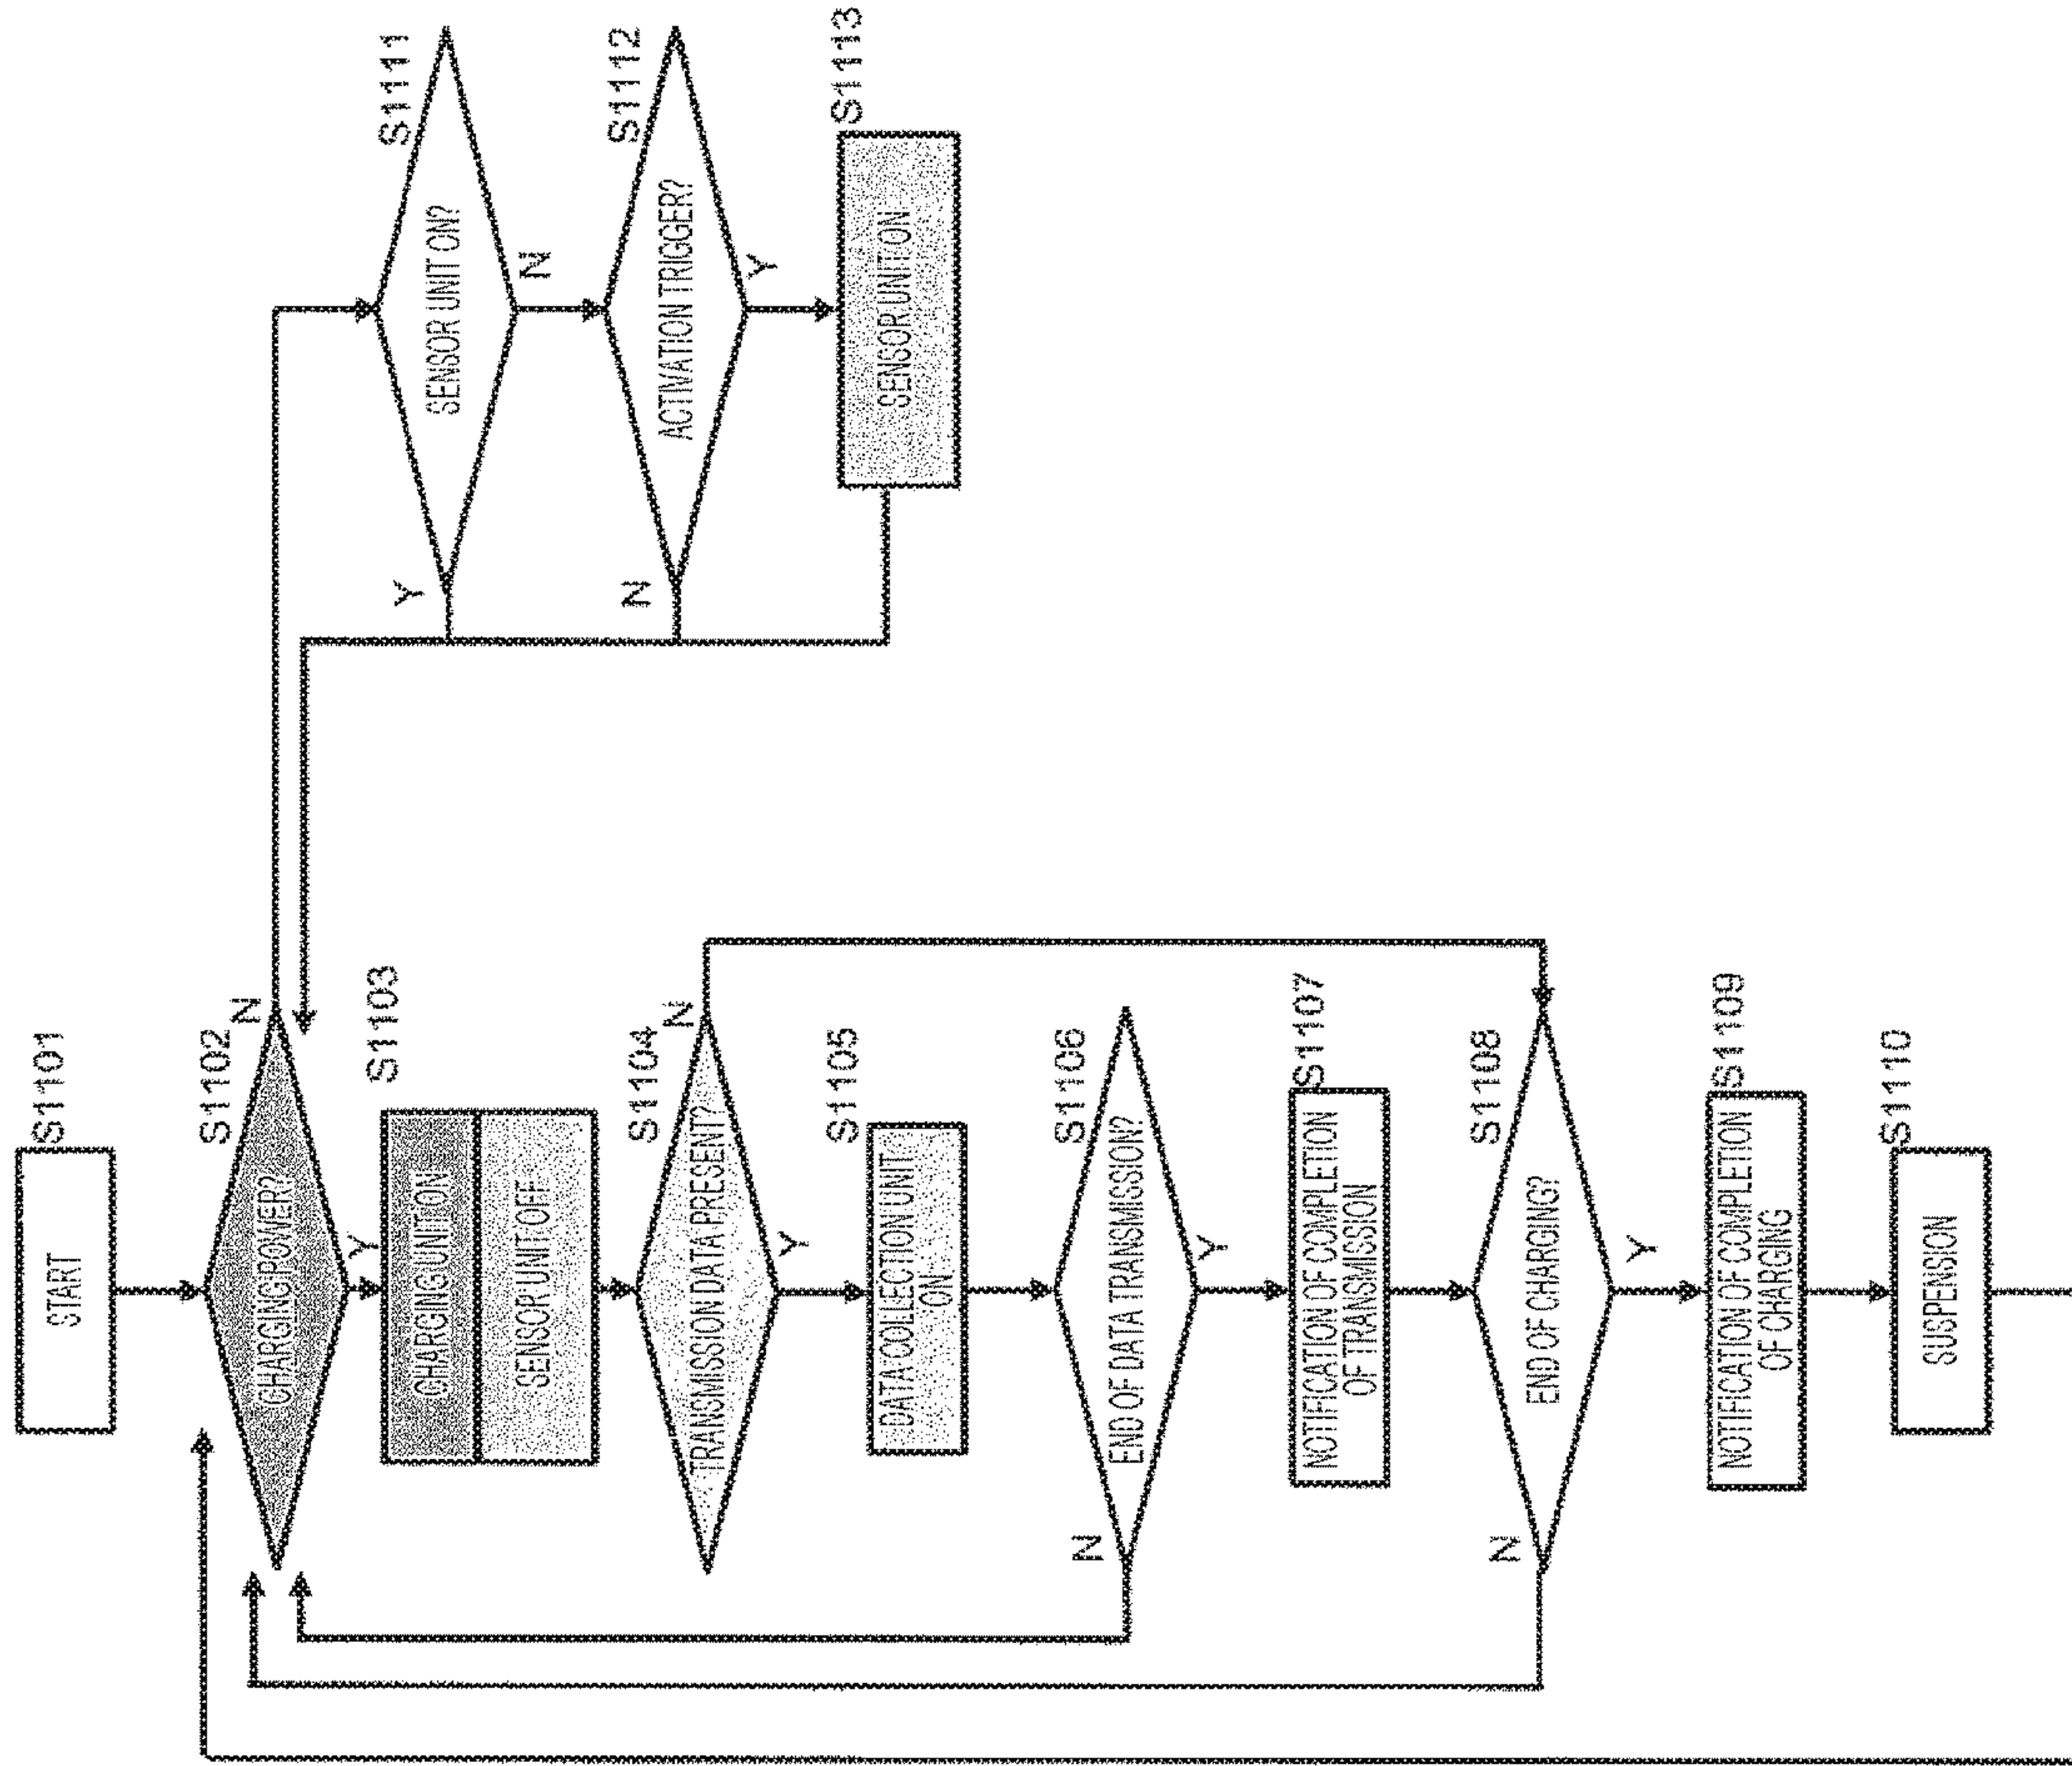 START
S1101
CHARGING POWER?
S1102
N
Y
CHARGING UNIT ON
SENSOR UNIT OFF
S1103
TRANSMISSION DATA PRESENT?
S1104
N
Y
DATA COLLECTION UNIT
ON
S1105
END OF DATA TRANSMISSION?
S1106
N
Y
NOTIFICATION OF COMPLETION
OF TRANSMISSION
S1107
END OF CHARGING?
S1108
N
Y
NOTIFICATION OF COMPLETION
OF CHARGING
S1109
SUSPENSION
S1110
SENSOR UNIT ON?
S1111
Y
N
ACTIVATION TRIGGER?
S1112
N
Y
SENSOR UNIT ON
S1113